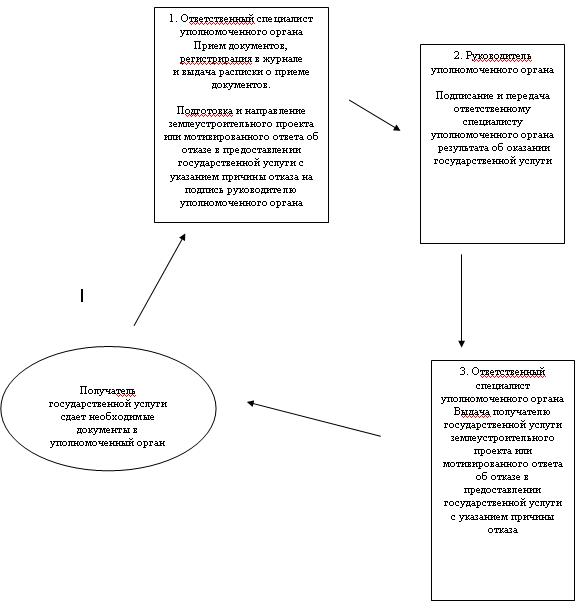 1. Ответственный специалист
уполномоченного органа
Прием документов,
регистрирация в журнале
и выдача расписки о приеме
документов.
Подготовка и направление
землеустроительного проекта
или мотивированного ответа об
отказе в предоставлении
государственной услуги с
указанием причины отказа на
подпись руководителю
уполномоченного органа
2. Руководитель
уполномоченного органа
Подписание и передача
ответственному
специалисту
уполномоченного органа
результата об оказании
государственной услуги
3. Ответственный
специалист
уполномоченного органа
Выдача получателю
государственной услуги
землеустроительного
проекта или
мотивированного ответа
об отказе в
предоставлении
государственной услуги
с указанием причины
отказа
Получатель
государственной услуги
сдает необходимые
документы в
уполномоченный орган